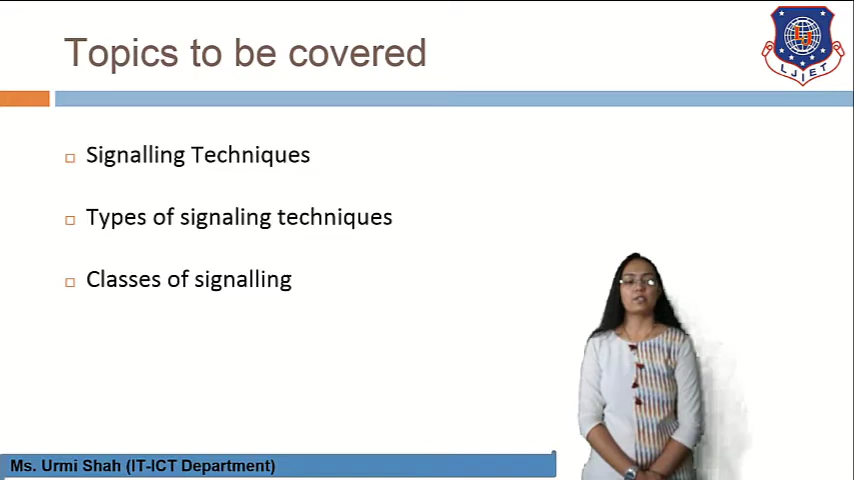 Topics to be covered
LJIET
Signalling Techniques
Types of signaling techniques
Classes of signalling
Ms. Urmi Shah (IT-ICT Department)